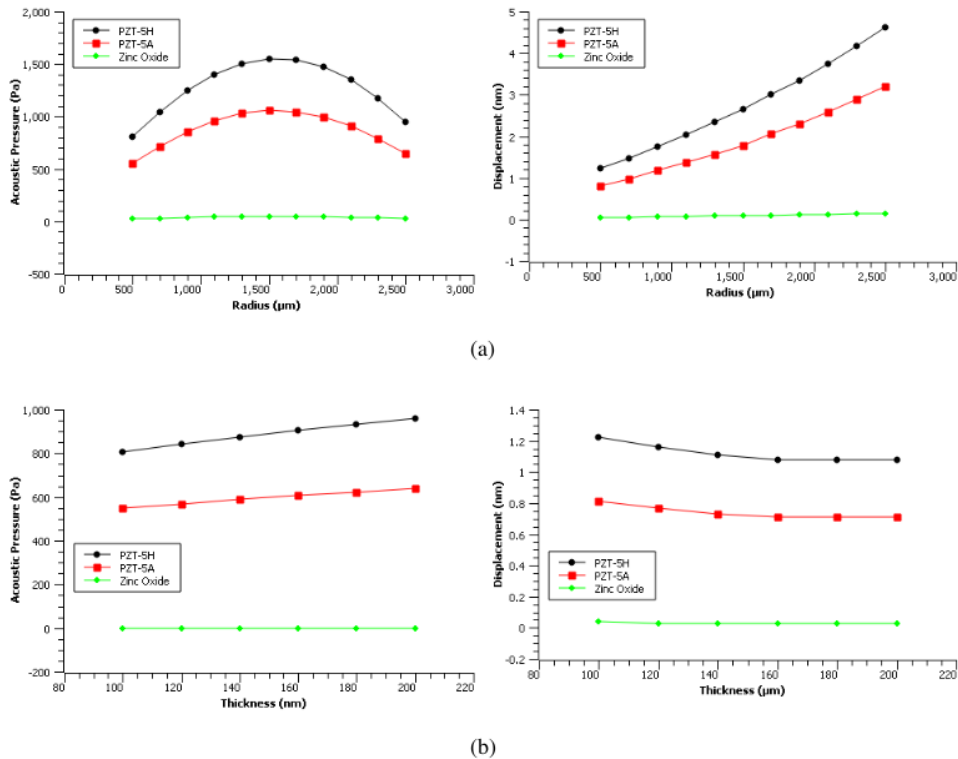 2,000
1,500
1,000
500
0
-500
Acoustic Pressure (Pa)
PZT-5H
PZT-5A
Zinc Oxide
0 500 1,000 1,500 2,000 2,500 3,000
Radius (µm)
5
4
3
2
1
0
-1
Displacement (nm)
PZT-5H
PZT-5A
Zinc Oxide
0 500 1,000 1,500 2,000 2,500 3,000
Radius (µm)
(a)
1,000
800
600
400
200
0
-200
Acoustic Pressure (Pa)
PZT-5H
PZT-5A
Zinc Oxide
80 100 120 140 160 180 200 220
Thickness (nm)
1.4
1.2
1
0.8
0.6
0.4
0.2
0
-0.2
Displacement (nm)
PZT-5H
PZT-5A
Zinc Oxide
80 100 120 140 160 180 200 220
Thickness (µm)
(b)